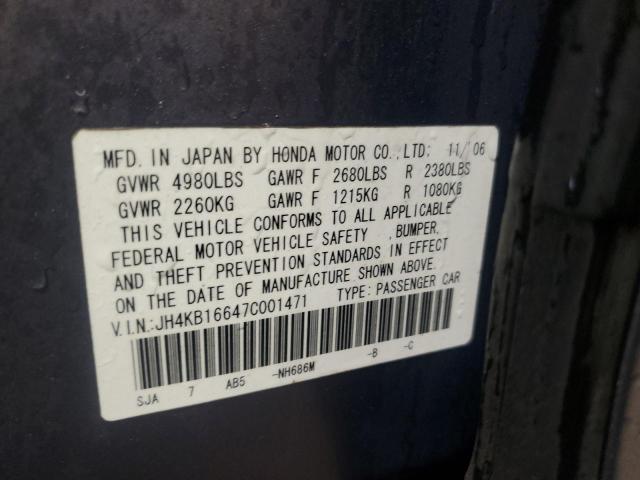 MFD. IN JAPAN BY HONDA MOTOR CO.,LTD: 11/ 06
GVWR 4980LBS GAWR F 2680LBS R 2380LBS
GVWR 2260KG GAWR F 1215KG R 1080KG
THIS VEHICLE CONFORMS TO ALL APPLICABLE
FEDERAL MOTOR VEHICLE SAFETY ,BUMPER,
AND THEFT PREVENTION STANDARDS IN EFFECT
ON THE DATE OF MANUFACTURE SHOWN ABOVE.
V.I.N:JH4KB16647C001471 TYPE: PASSENGER CAR
SJA 7 AB5 -NH686M -B -C